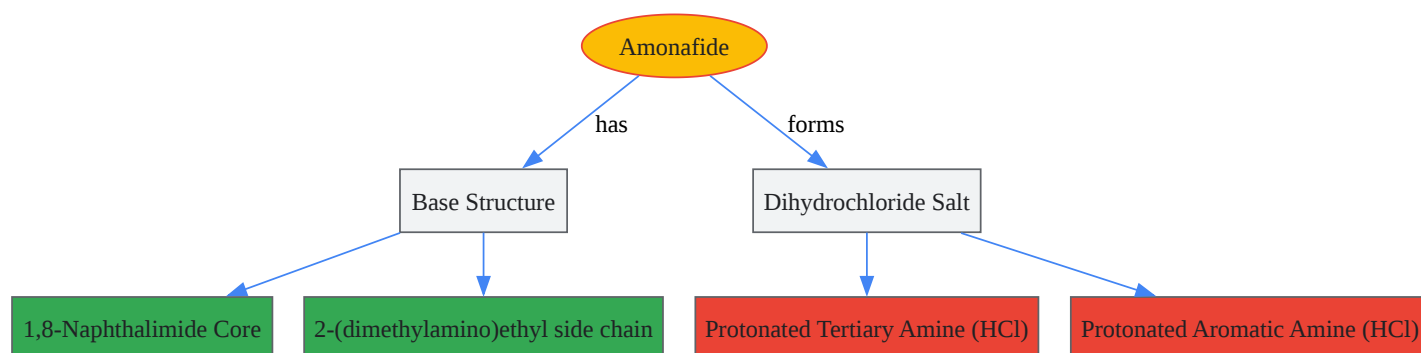 Amonafide
has
forms
Base Structure
Dihydrochloride Salt
1,8-Naphthalimide Core
2-(dimethylamino)ethyl side chain
Protonated Tertiary Amine (HCl)
Protonated Aromatic Amine (HCl)